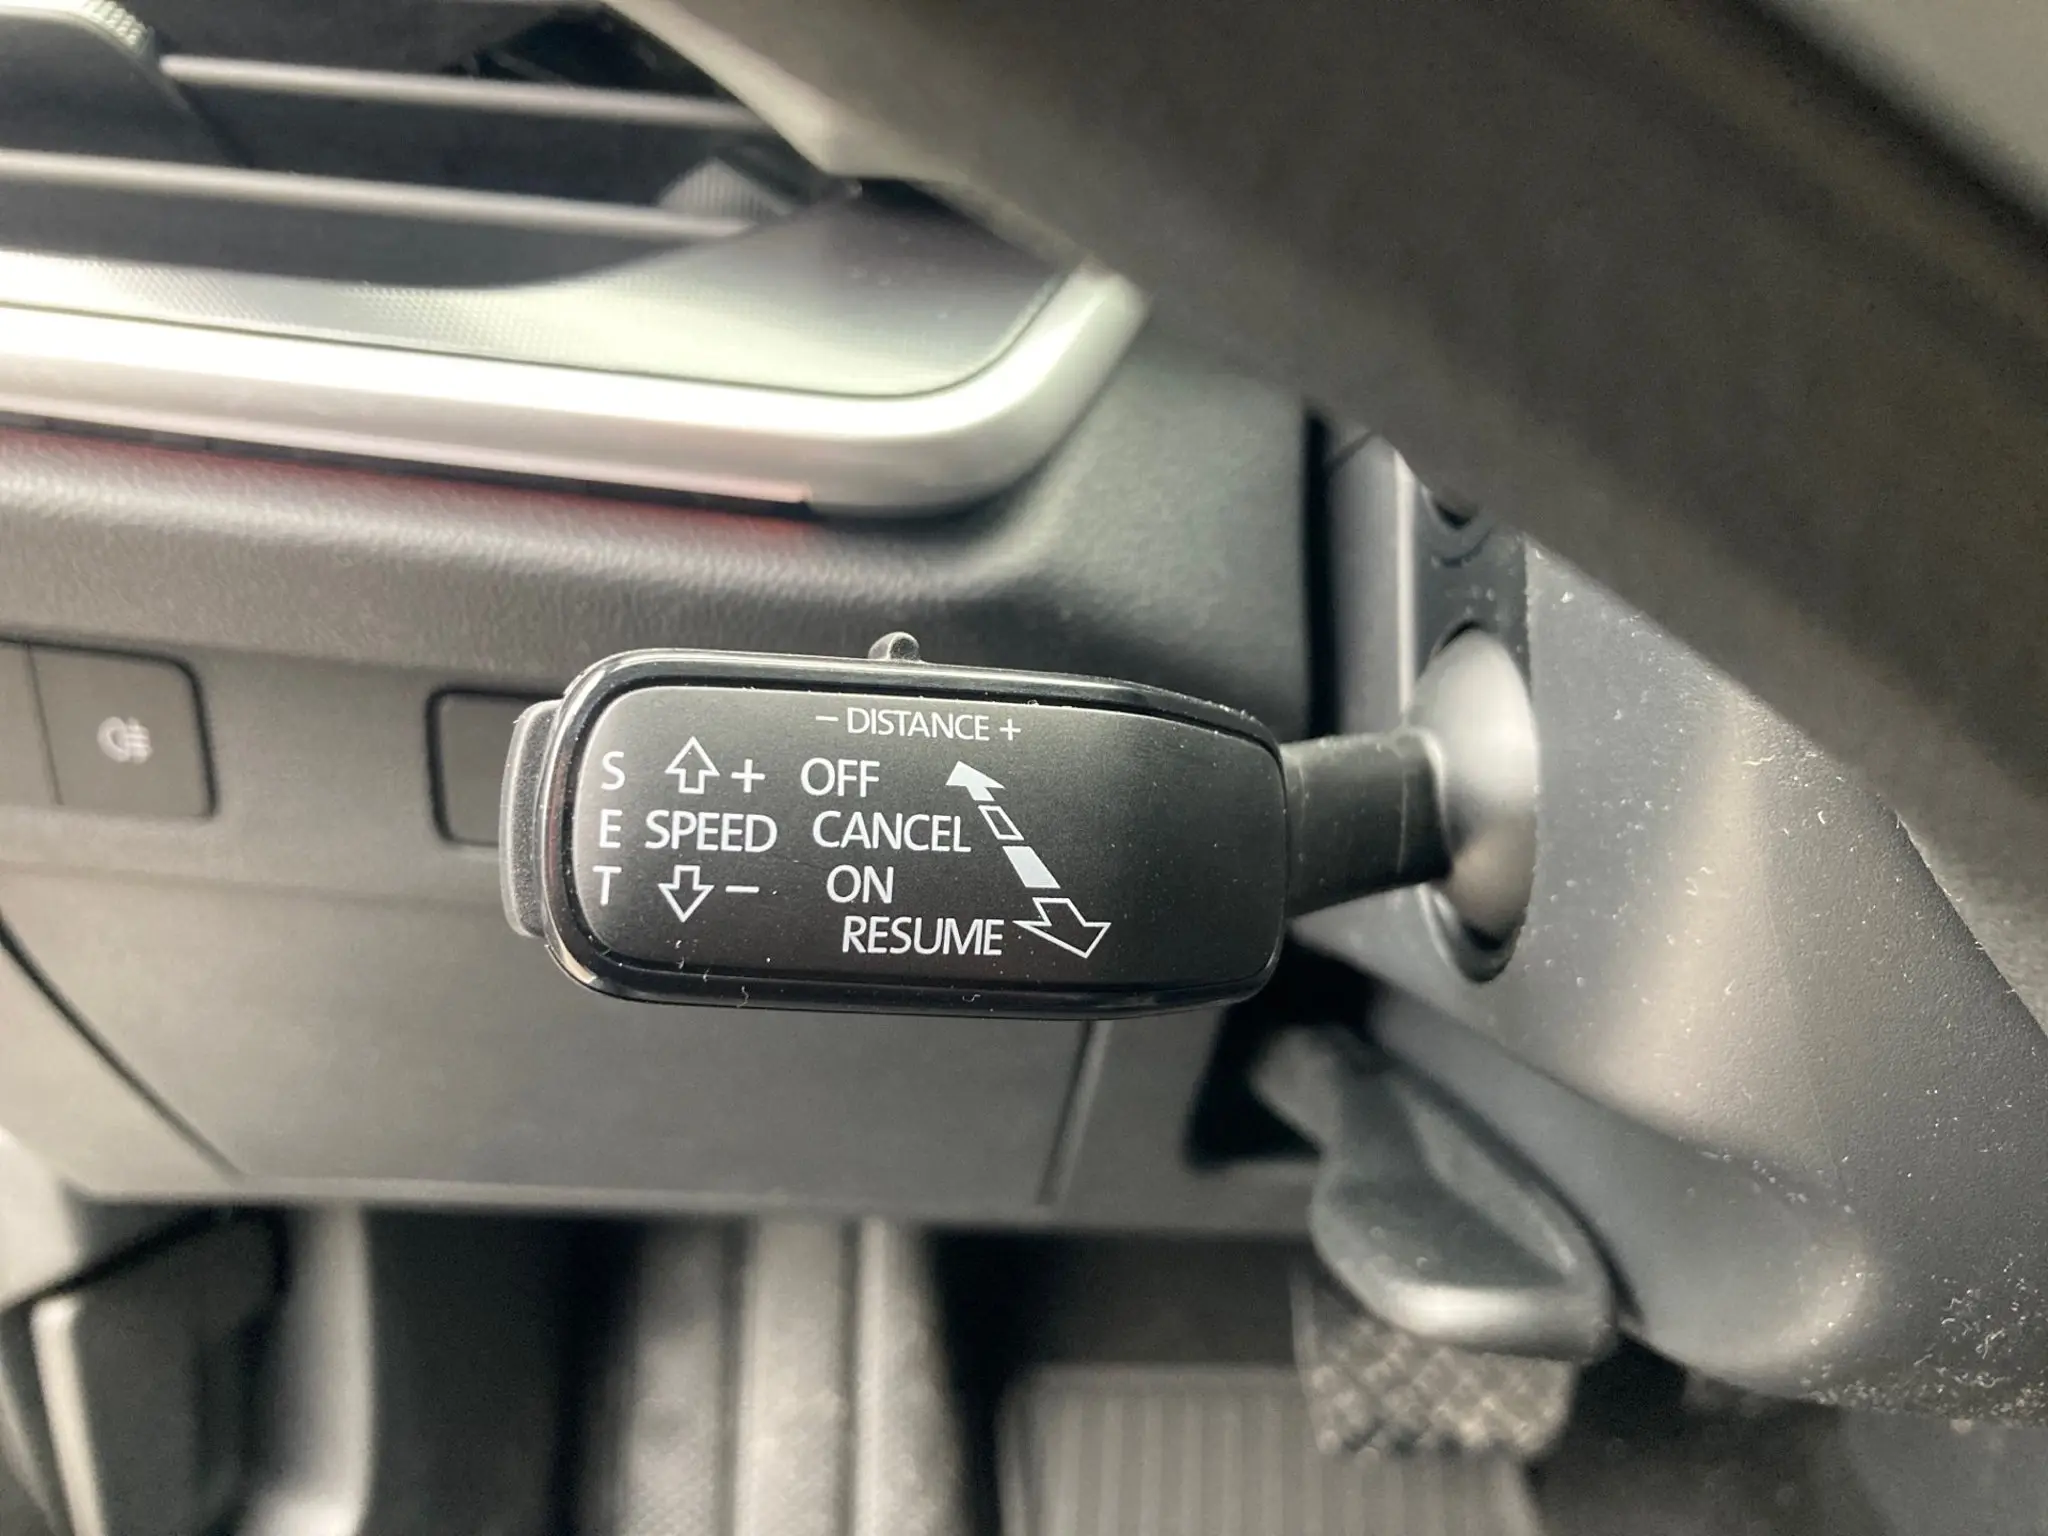 – DISTANCE +
S + OFF
E SPEED CANCEL
T – ON
RESUME